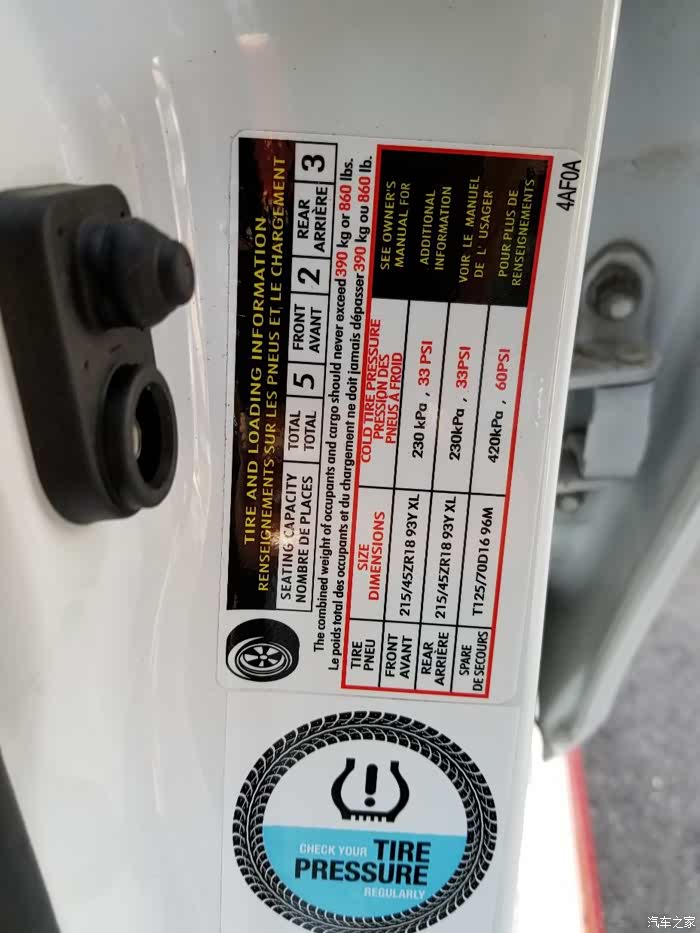 TIRE AND LOADING INFORMATION
RENSEIGNEMENTS SUR LES PNEUS ET LE CHARGEMENT
SEATING CAPACITY TOTAL 5 FRONT 2 REAR 3
NOMBRE DE PLACES TOTAL AVANT ARRIÈRE
The combined weight of occupants and cargo should never exceed 390 kg or 860 lbs.
Le poids total des occupants et du chargement ne doit jamais dépasser 390 kg ou 860 lb.
TIRE
PNEU
SIZE
DIMENSIONS
COLD TIRE PRESSURE
PRESSION DES
PNEUS À FROID
FRONT
AVANT
215/45ZR18 93Y XL
230 kPa , 33 PSI
REAR
ARRIÈRE
215/45ZR18 93Y XL
230kPa , 33PSI
SPARE
DE SECOURS
T125/70D16 96M
420kPa , 60PSI
SEE OWNER'S
MANUAL FOR
ADDITIONAL
INFORMATION
VOIR LE MANUEL
DE L' USAGER
POUR PLUS DE
RENSEIGNEMENTS
4AF0A
CHECK YOUR TIRE
PRESSURE
REGULARLY
汽车之家